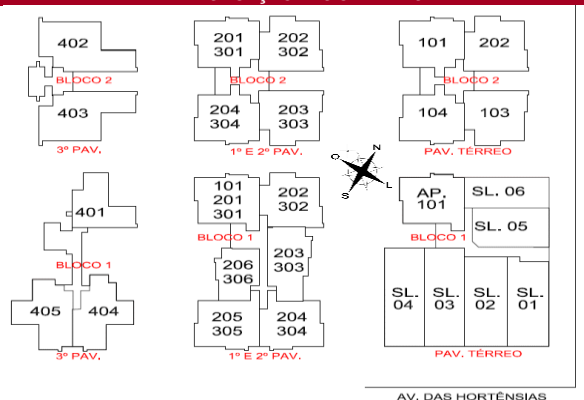 402
BLOCO 2
403
3º PAV.
201
301
202
302
BLOCO 2
204
304
203
303
1º E 2º PAV.
101
202
BLOCO 2
104
103
PAV. TÉRREO
N
O
L
S
401
BLOCO 1
405
404
3º PAV.
101
201
301
202
302
BLOCO 1
203
303
206
306
205
305
204
304
1º E 2º PAV.
AP.
101
SL. 06
SL. 05
BLOCO 1
SL.
04
SL.
03
SL.
02
SL.
01
PAV. TÉRREO
AV. DAS HORTÊNSIAS